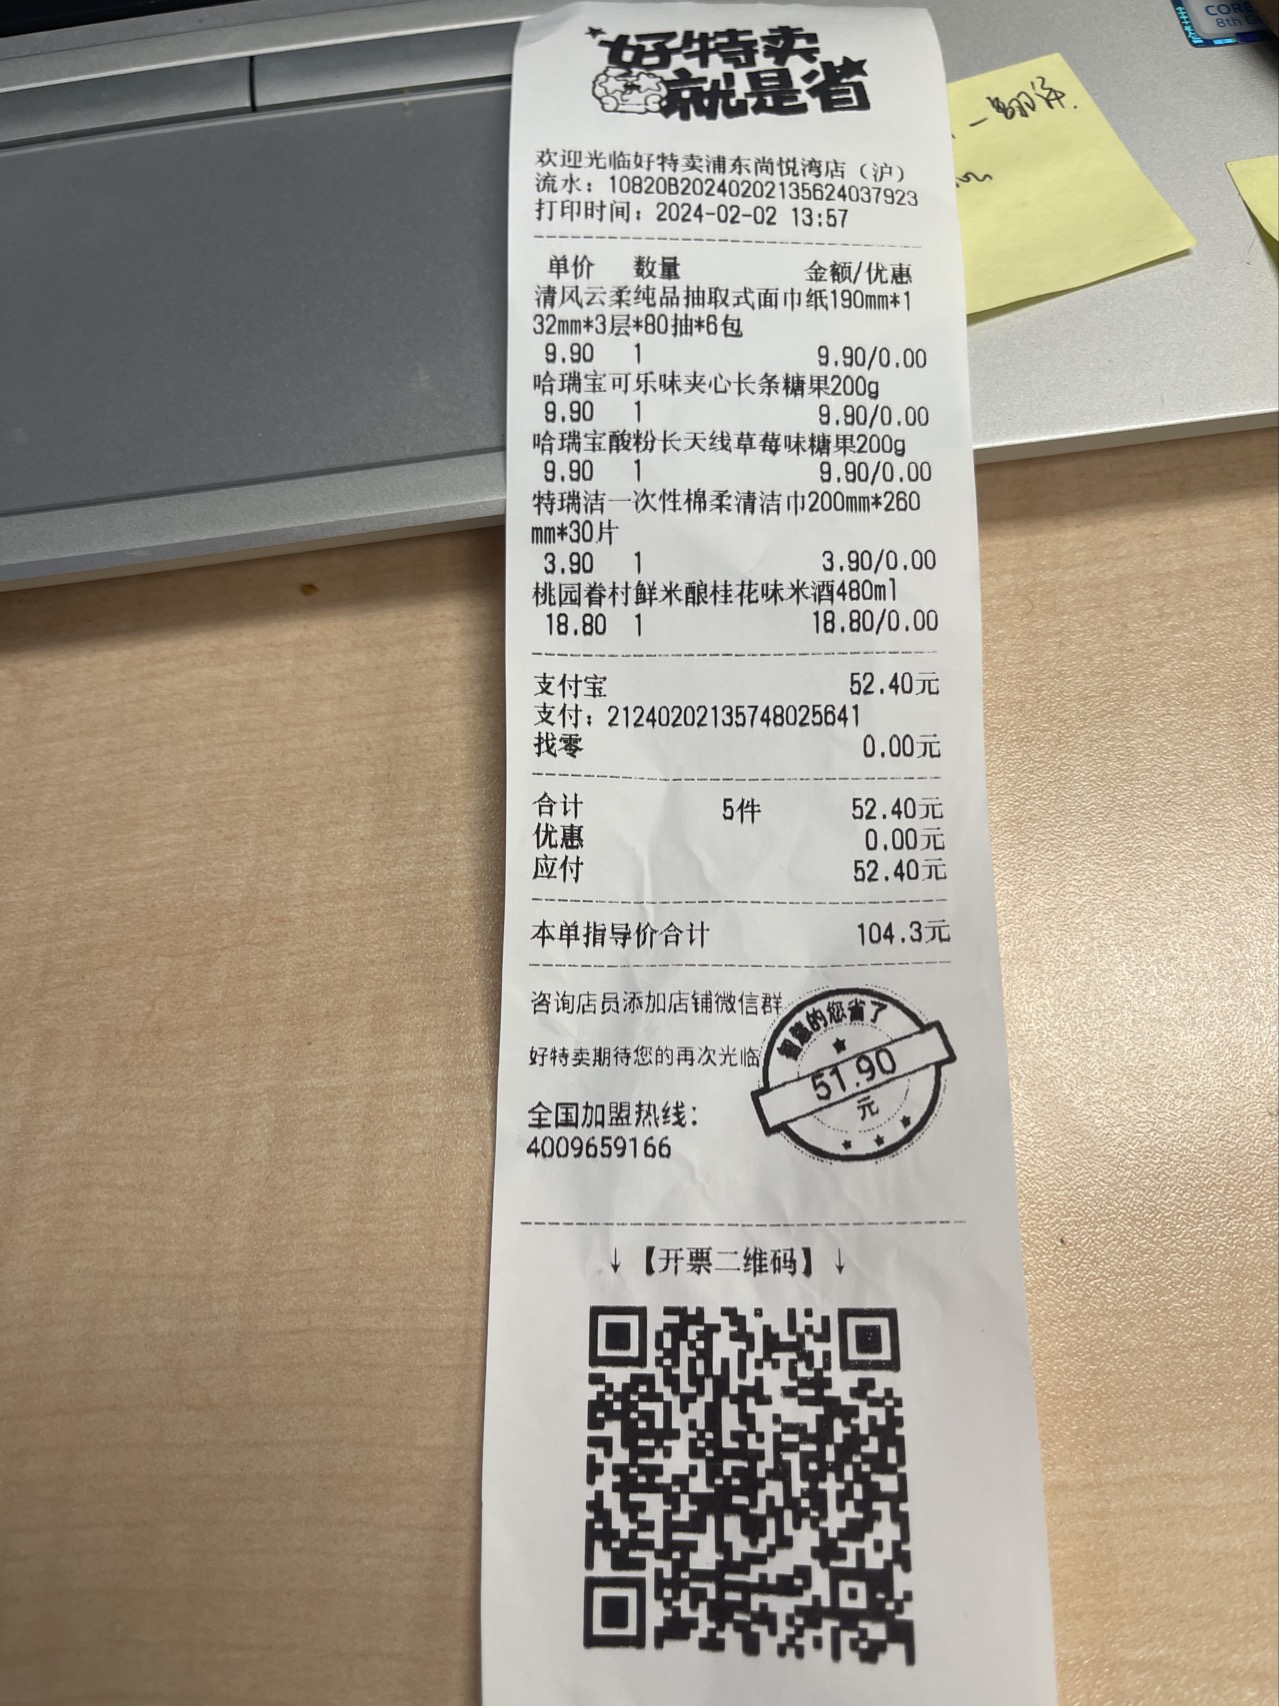 好特卖
就是省
欢迎光临好特卖浦东尚悦湾店（沪）
流水：10820B20240202135624037923
打印时间：2024-02-02 13:57
单价 数量 金额/优惠
清风云柔纯品抽取式面巾纸190mm*1
32mm*3层*80抽*6包
9.90 1 9.90/0.00
哈瑞宝可乐味夹心长条糖果200g
9.90 1 9.90/0.00
哈瑞宝酸粉长天线草莓味糖果200g
9.90 1 9.90/0.00
特瑞洁一次性棉柔清洁巾200mm*260
mm*30片
3.90 1 3.90/0.00
桃园眷村鲜米酿桂花味米酒480ml
18.80 1 18.80/0.00
支付宝 52.40元
支付：21240202135748025641
找零 0.00元
合计 5件 52.40元
优惠 0.00元
应付 52.40元
本单指导价合计 104.3元
咨询店员添加店铺微信群
好特卖期待您的再次光临
智慧的您省了
51.90
元
全国加盟热线：
4009659166
↓【开票二维码】↓
CORE
8th G